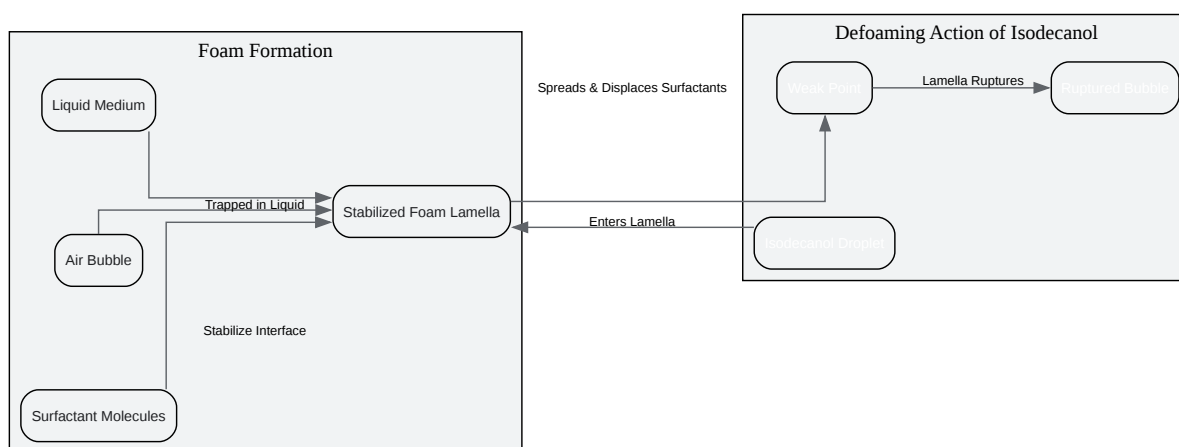 Foam Formation
Liquid Medium
Trapped in Liquid
Stabilized Foam Lamella
Air Bubble
Stabilize Interface
Surfactant Molecules
Spreads & Displaces Surfactants
Enters Lamella
Defoaming Action of Isodecanol
Weak Point
Lamella Ruptures
Ruptured Bubble
Isodecanol Dropler